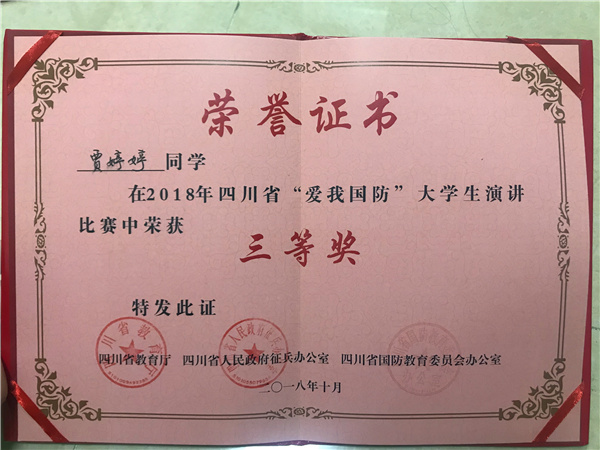 荣誉证书
贾婷婷 同学
在2018年四川省“爱我国防”大学生演讲
比赛中荣获
三等奖
特发此证
四川省教育厅 四川省人民政府征兵办公室 四川省国防教育委员会办公室
二〇一八年十月